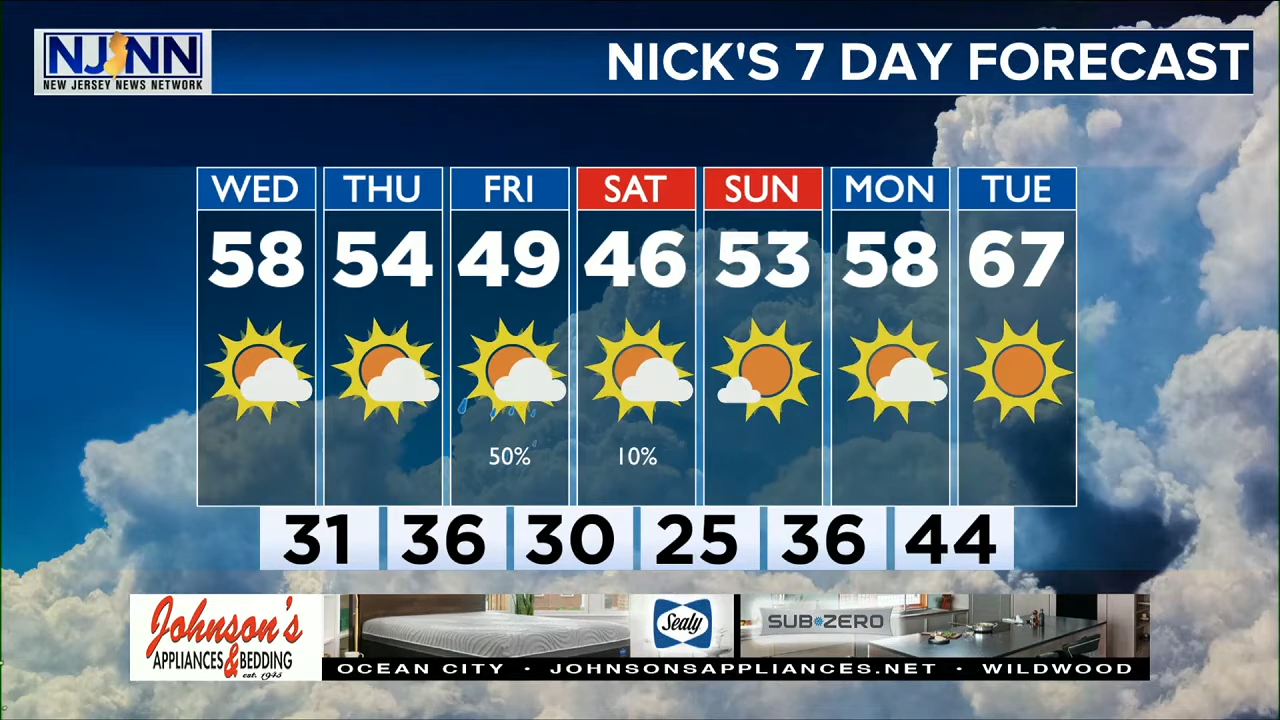 NJNN
NEW JERSEY NEWS NETWORK
NICK'S 7 DAY FORECAST
WED THU FRI SAT SUN MON TUE
58 54 49 46 53 58 67
50% 10%
31 36 30 25 36 44
Johnson's
APPLIANCES & BEDDING
est. 1945
Sealy
SUB ZERO
OCEAN CITY · JOHNSONSAPPLIANCES.NET · WILDWOOD